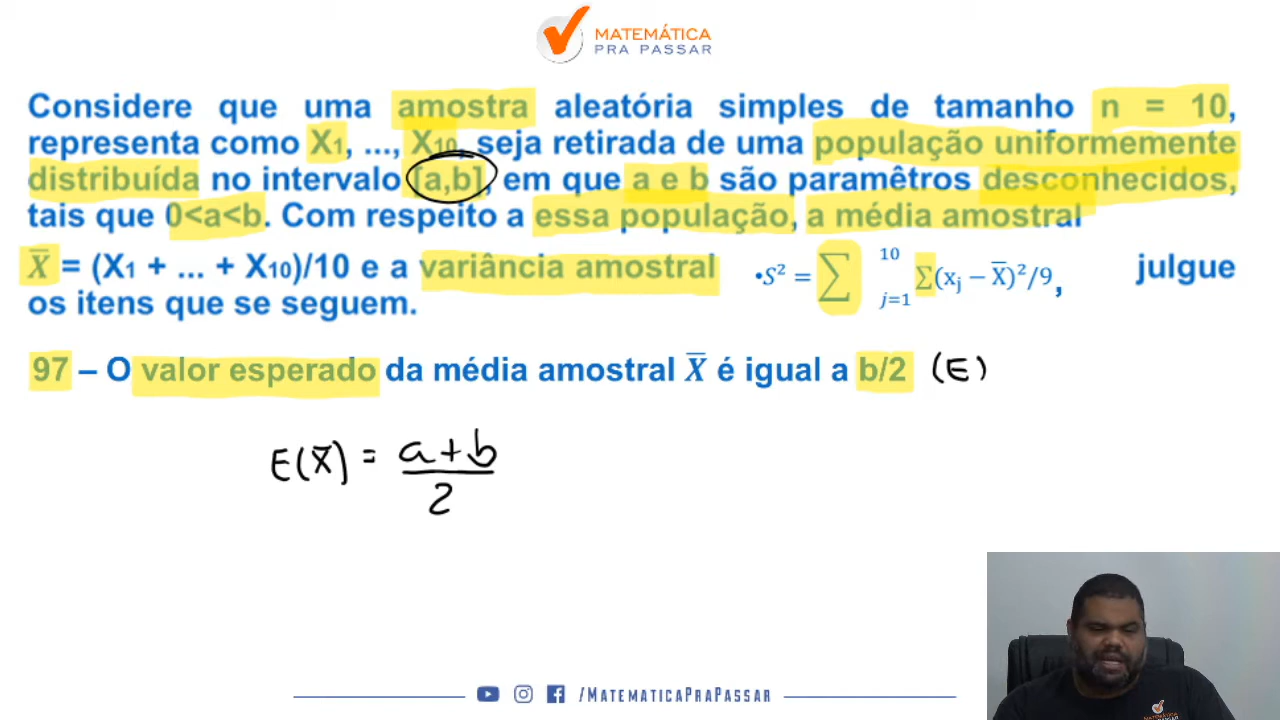 MATEMÁTICA
PRA PASSAR
Considere que uma amostra aleatória simples de tamanho n = 10,
representa como X1, ..., X10, seja retirada de uma população uniformemente
distribuída no intervalo [a,b], em que a e b são parâmetros desconhecidos,
tais que 0<a<b. Com respeito a essa população, a média amostral
X̅ = (X1 + ... + X10)/10 e a variância amostral •S² = ∑ 10 j=1 ∑(xj − X̅)²/9, julgue
os itens que se seguem.
97 – O valor esperado da média amostral X̅ é igual a b/2 (E)
E(X̅) = a+b
2
/MATEMATICAPRAPASSAR